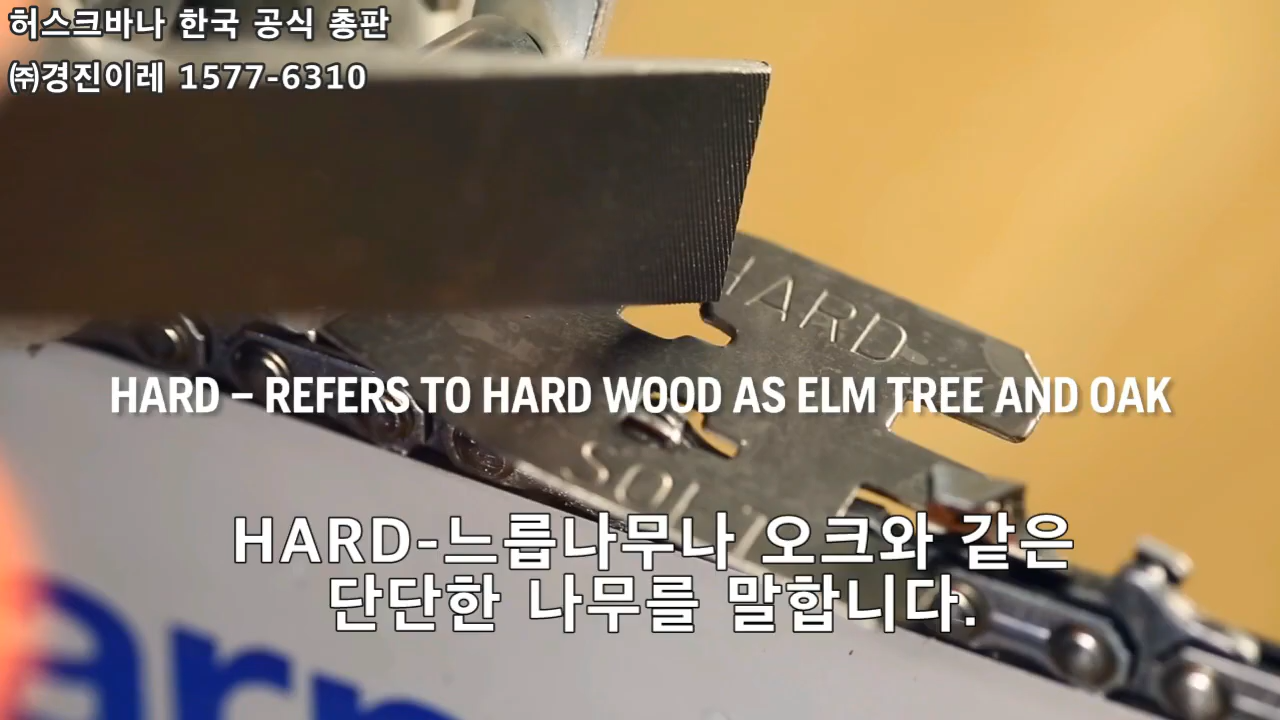 허스크바나 한국 공식 총판
㈜경진이레 1577-6310
HARD
HARD – REFERS TO HARD WOOD AS ELM TREE AND OAK
HARD-느릅나무나 오크와 같은
단단한 나무를 말합니다.